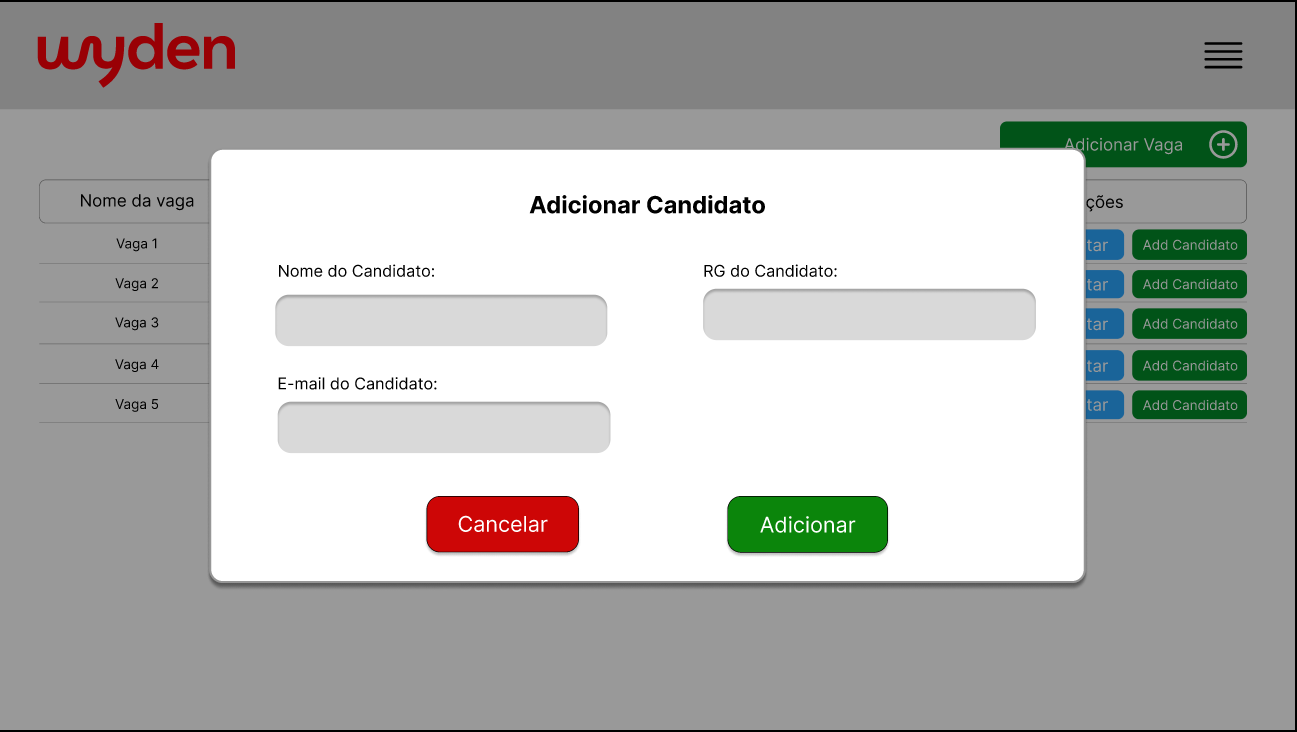 wyden
Adicionar Vaga
Nome da vaga
ções
Adicionar Candidato
Vaga 1
tar Add Candidato
Nome do Candidato:
RG do Candidato:
Vaga 2
tar Add Candidato
Vaga 3
tar Add Candidato
Vaga 4
tar Add Candidato
E-mail do Candidato:
Vaga 5
tar Add Candidato
Cancelar
Adicionar